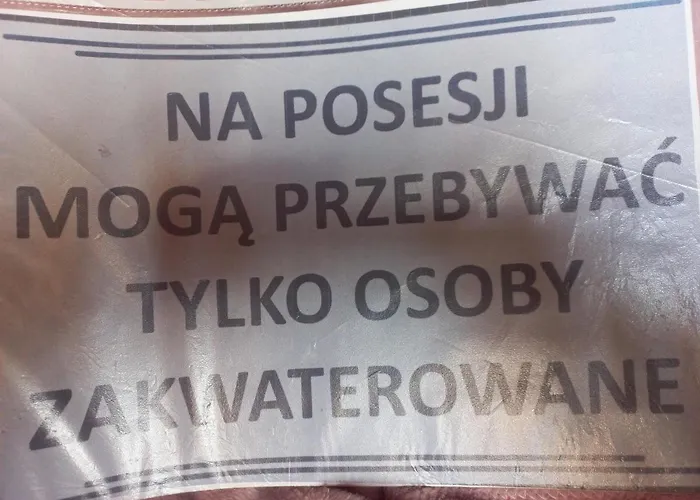 NA POSESJI
MOGĄ PRZEBYWAĆ
TYLKO OSOBY
ZAKWATEROWANE